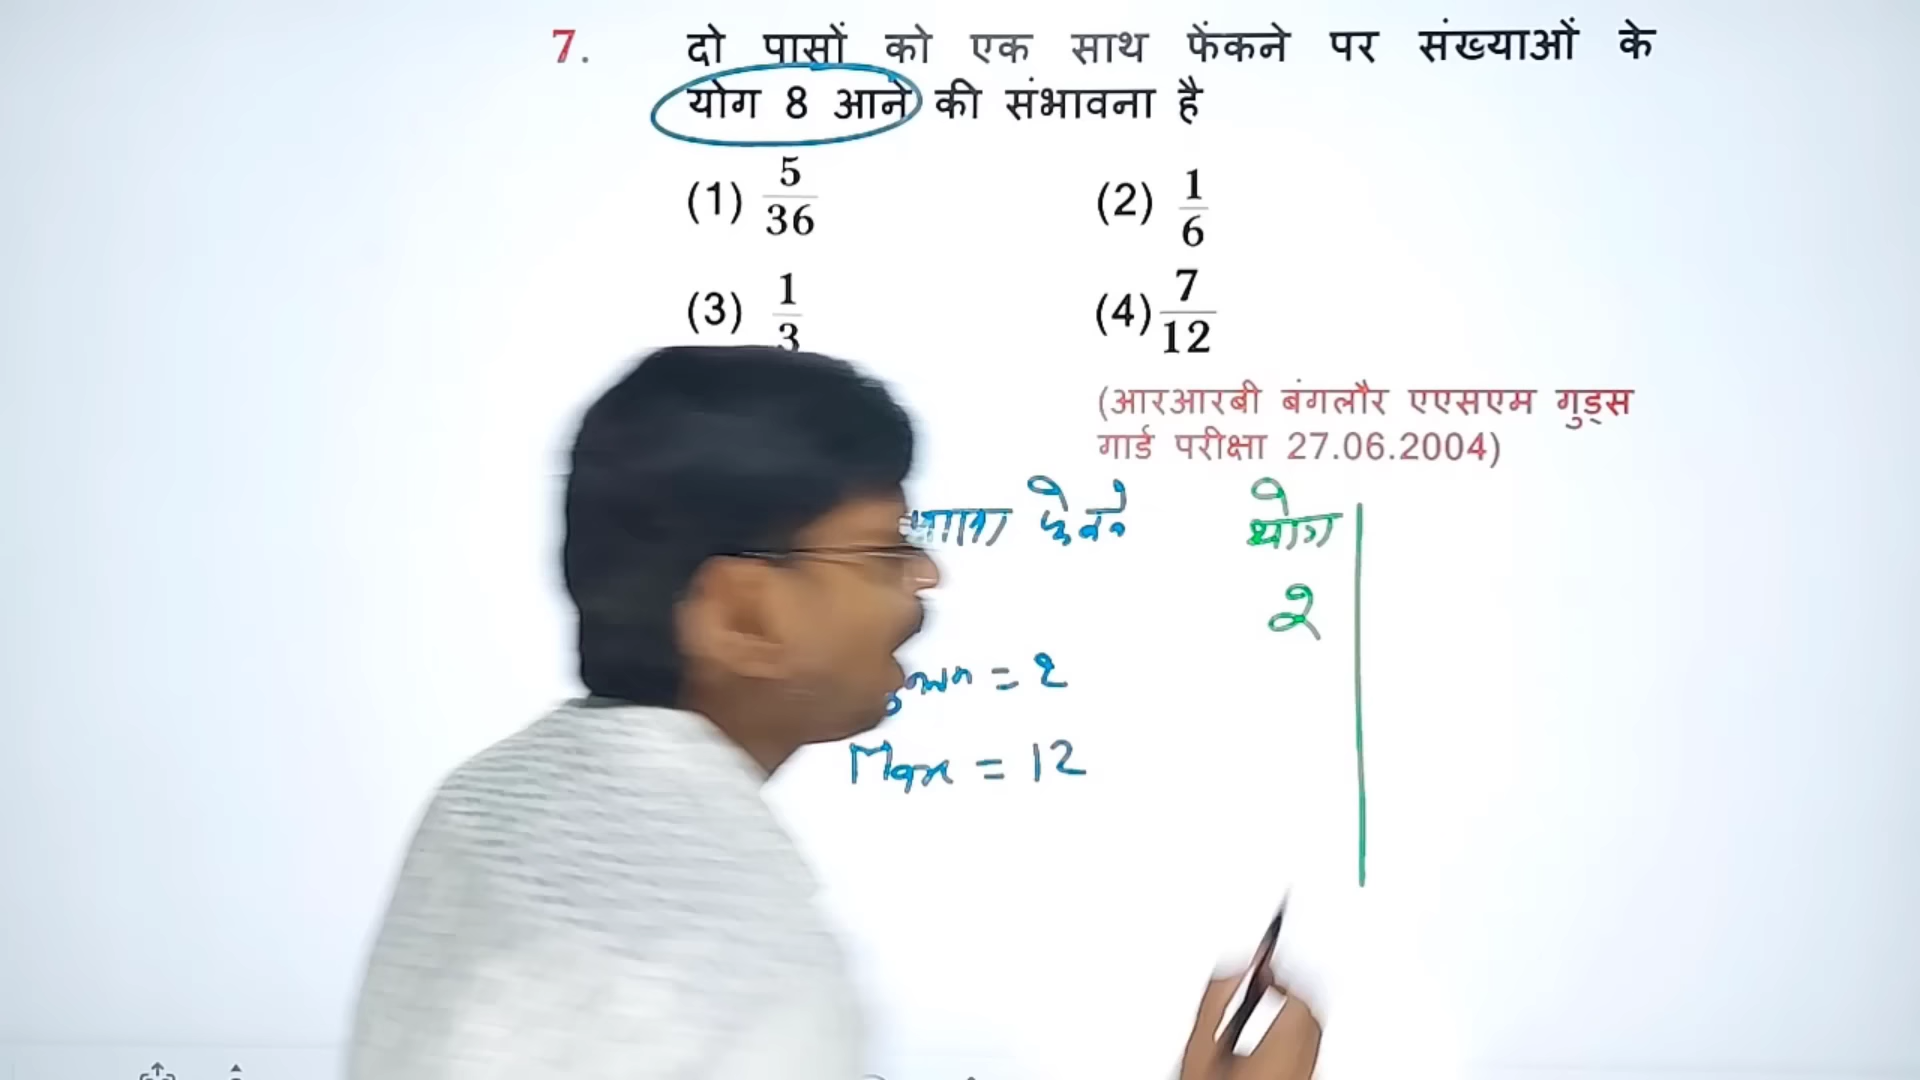 7. दो पासों को एक साथ फेंकने पर संख्याओं के
योग 8 आने की संभावना है
(1) 5/36 (2) 1/6
(3) 1/3 (4) 7/12
(आरआरबी बंगलौर एएसएम गुड्स
गार्ड परीक्षा 27.06.2004)
योग
2
= 2
Max = 12